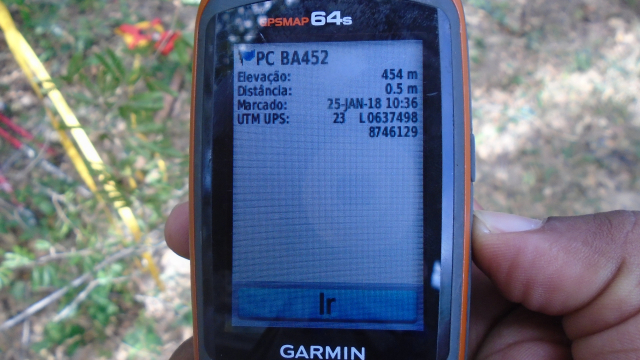 GPSMAP 64s
PC BA452
Elevação: 454 m
Distância: 0.5 m
Marcado: 25-JAN-18 10:36
UTM UPS: 23 L 0637498
8746129
Ir
GARMIN